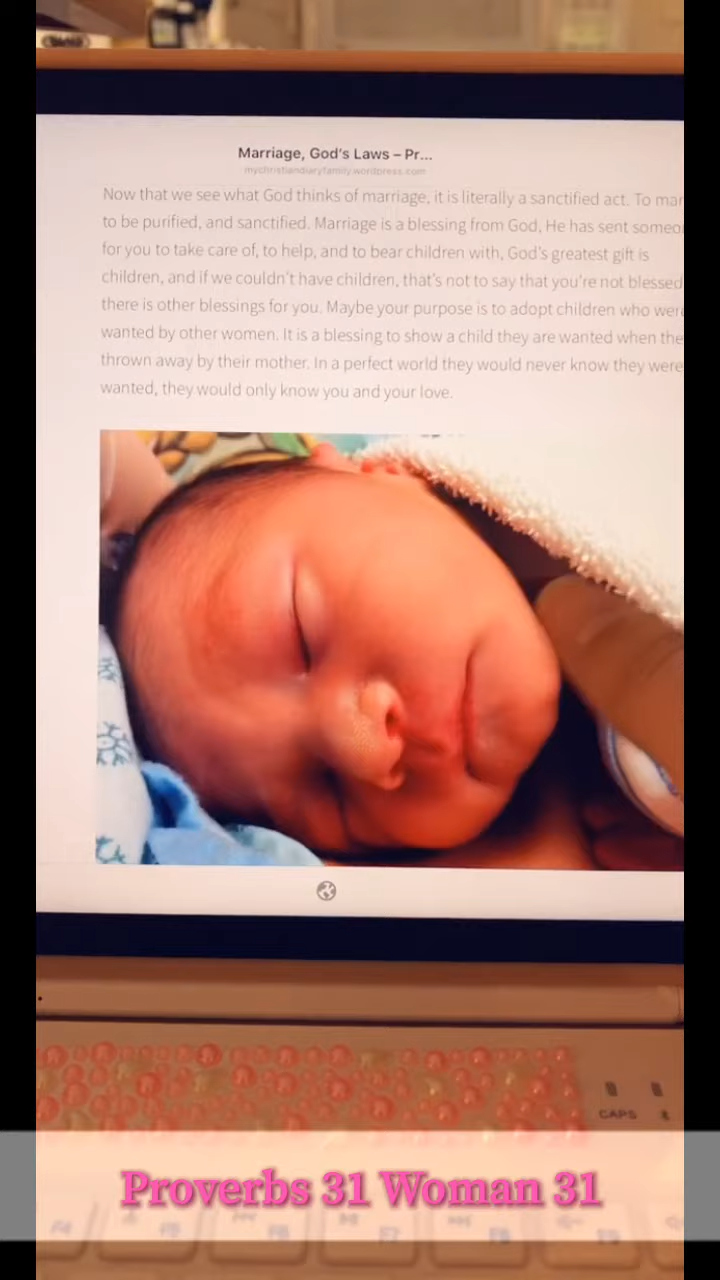 Marriage, God's Laws – Pr...
mychristiandiaryfamily.wordpress.com
Now that we see what God thinks of marriage, it is literally a sanctified act. To mar
to be purified, and sanctified. Marriage is a blessing from God, He has sent someo
for you to take care of, to help, and to bear children with, God's greatest gift is
children, and if we couldn't have children, that's not to say that you're not blessed
there is other blessings for you. Maybe your purpose is to adopt children who were
wanted by other women. It is a blessing to show a child they are wanted when the
thrown away by their mother. In a perfect world they would never know they were
wanted, they would only know you and your love.
CAPS
Proverbs 31 Woman 31
F6
F7